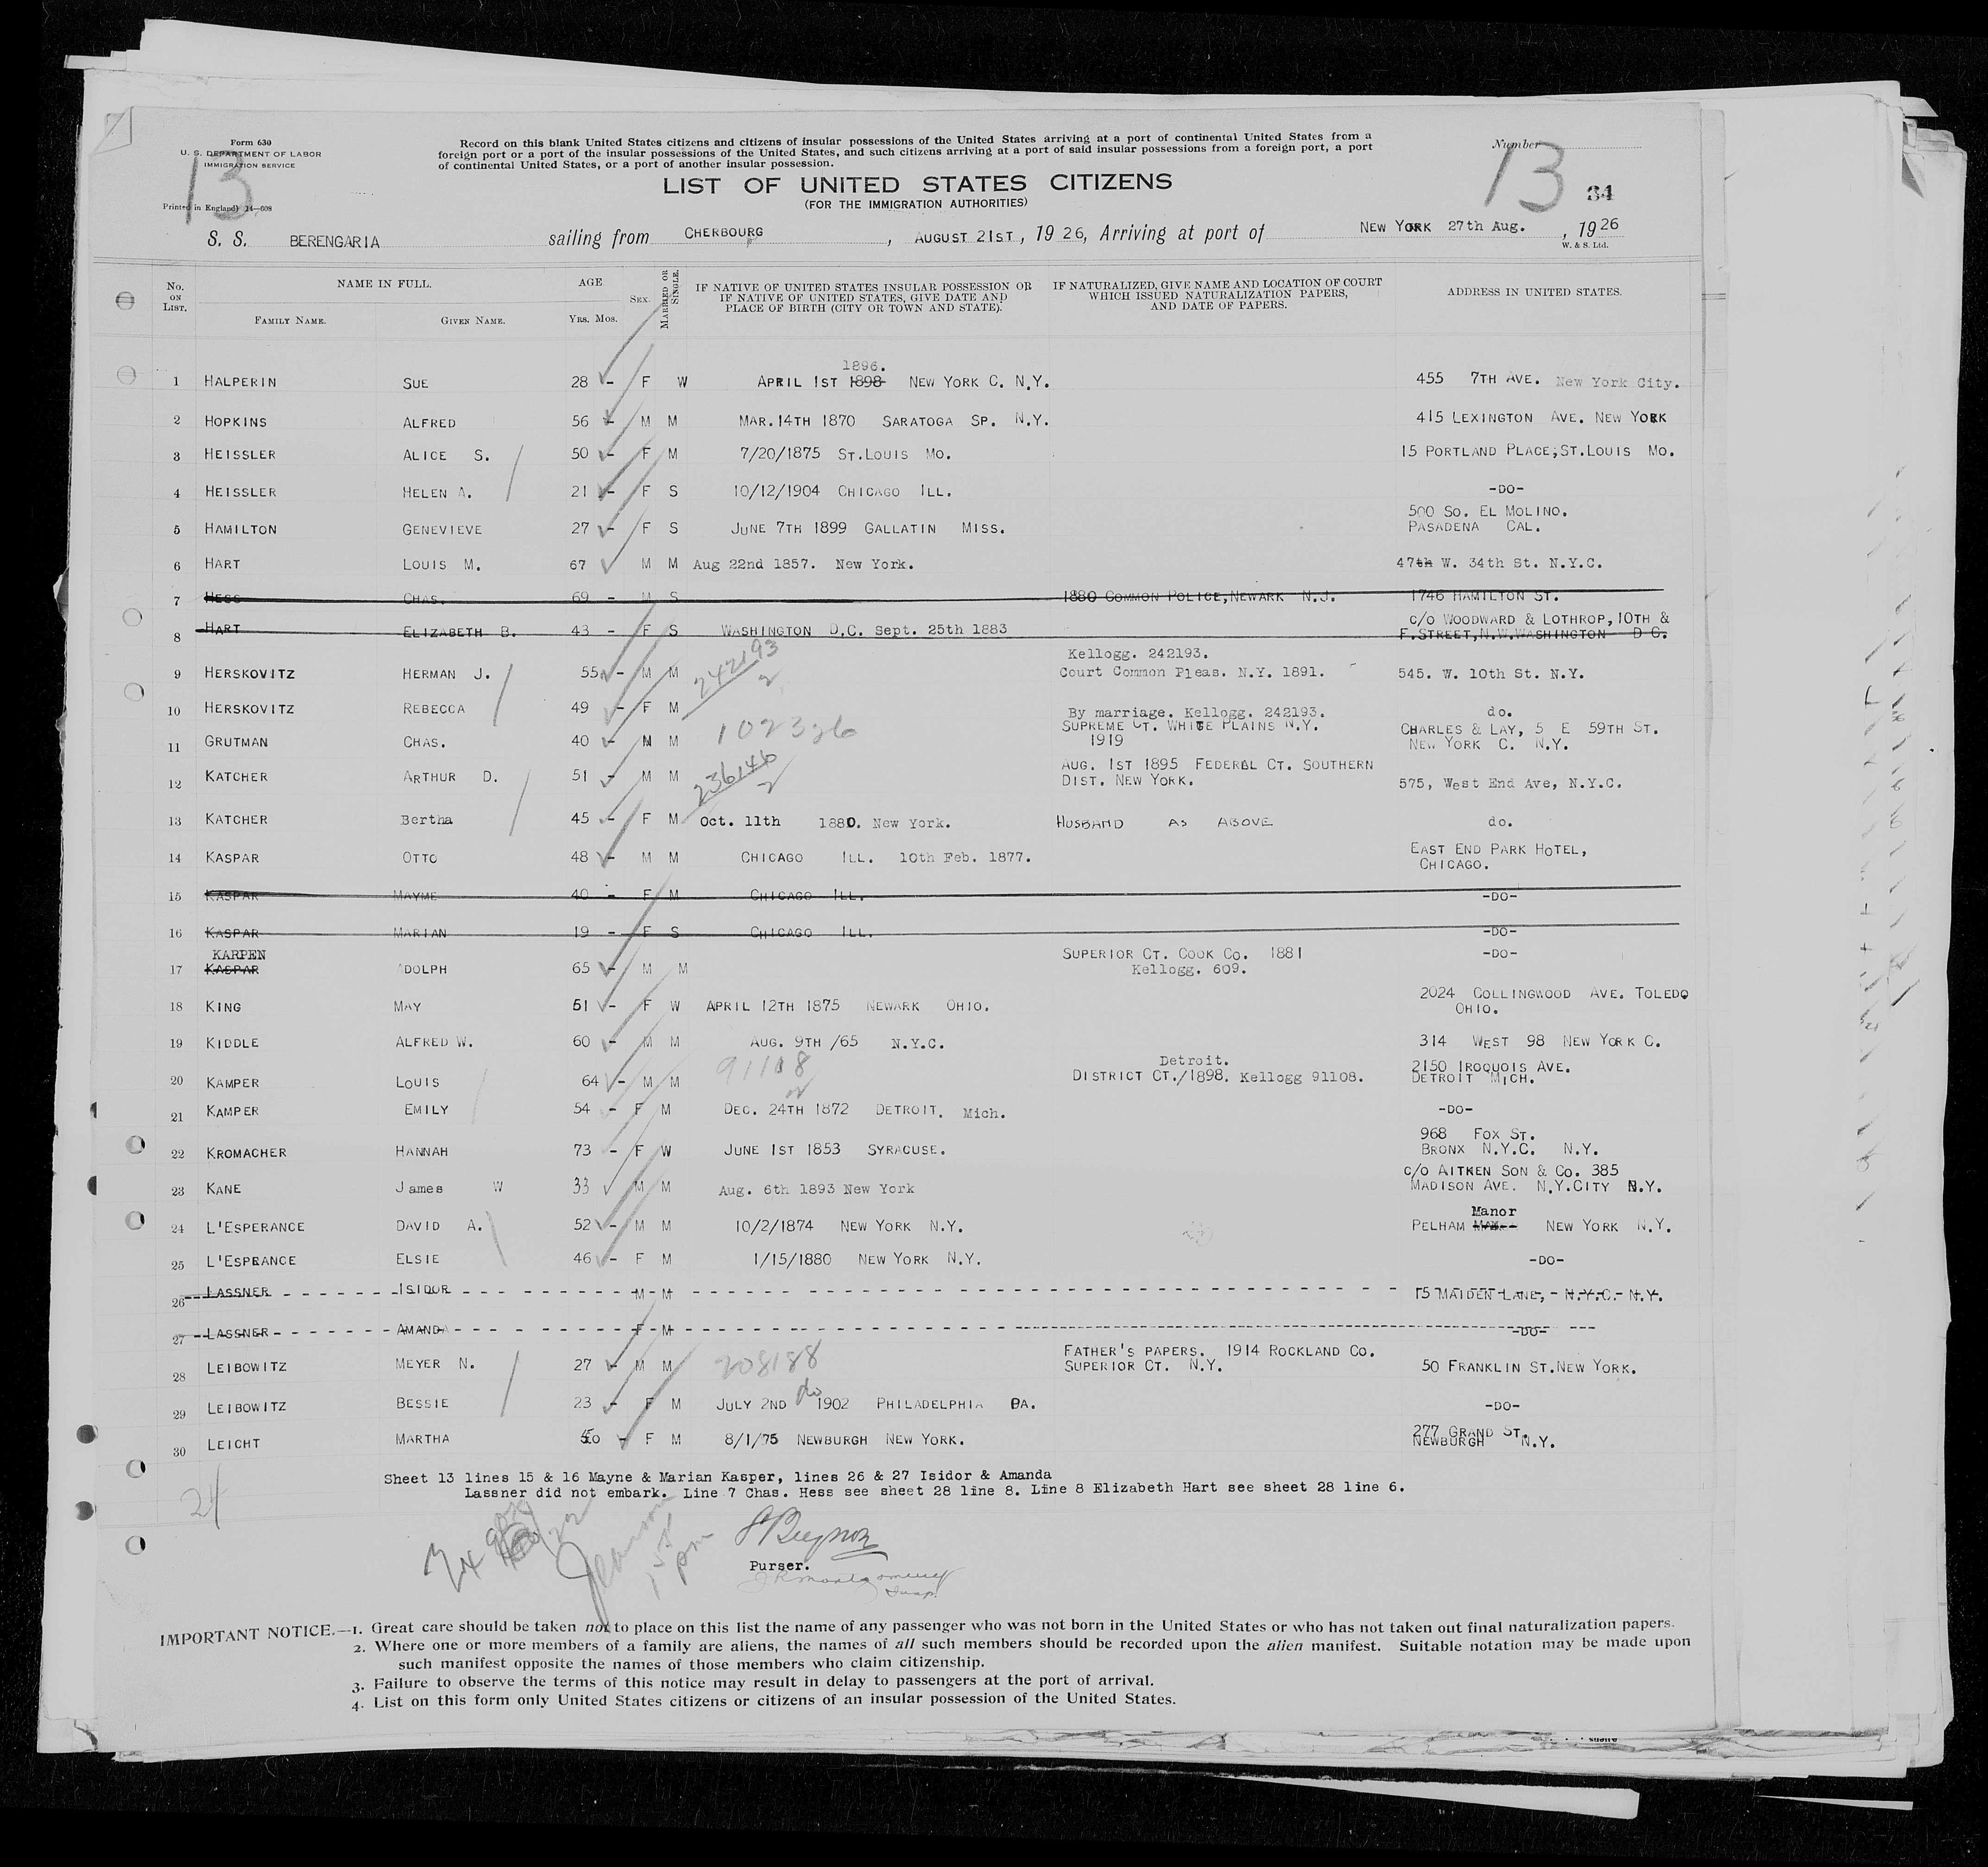 Form 630
U. S. DEPARTMENT OF LABOR
IMMIGRATION SERVICE
Printed in England) 14—608
13
Record on this blank United States citizens and citizens of insular possessions of the United States arriving at a port of continental United States from a
foreign port or a port of the insular possessions of the United States, and such citizens arriving at a port of said insular possessions from a foreign port, a port
of continental United States, or a port of another insular possession.
Number
13 34
LIST OF UNITED STATES CITIZENS
(FOR THE IMMIGRATION AUTHORITIES)
S. S. BERENGARIA sailing from CHERBOURG, AUGUST 21ST, 1926, Arriving at port of NEW YORK 27th Aug., 1926
W. & S. Ltd.
No. ON LIST. NAME IN FULL. FAMILY NAME. GIVEN NAME. AGE Yrs. Mos. SEX. MARRIED OR SINGLE.
IF NATIVE OF UNITED STATES INSULAR POSSESSION OR IF NATIVE OF UNITED STATES, GIVE DATE AND PLACE OF BIRTH (CITY OR TOWN AND STATE).
IF NATURALIZED, GIVE NAME AND LOCATION OF COURT WHICH ISSUED NATURALIZATION PAPERS, AND DATE OF PAPERS.
ADDRESS IN UNITED STATES.
1896.
1 HALPERIN SUE 28 - F W APRIL 1ST 1898 NEW YORK C. N.Y. 455 7TH AVE. New York City.
2 HOPKINS ALFRED 56 - M M MAR.14TH 1870 SARATOGA SP. N.Y. 415 LEXINGTON AVE. NEW YORK
3 HEISSLER ALICE S. 50 - F M 7/20/1875 ST.LOUIS MO. 15 PORTLAND PLACE;ST.LOUIS MO.
4 HEISSLER HELEN A. 21 - F S 10/12/1904 CHICAGO ILL. -DO-
500 SO. EL MOLINO.
5 HAMILTON GENEVIEVE 27 - F S JUNE 7TH 1899 GALLATIN MISS. PASADENA CAL.
6 HART LOUIS M. 67 M M Aug 22nd 1857. New York. 47th W. 34th St. N.Y.C.
7 HESS CHAS. 69 - M S 1880 COMMON POLICE,NEWARK N.J. 1746 HAMILTON ST.
C/O WOODWARD & LOTHROP,10TH &
8 HART ELIZABETH B. 43 - F S WASHINGTON D.C. Sept. 25th 1883 F.STREET,N.W.WASHINGTON D C.
242193
2
Kellogg. 242193.
9 HERSKOVITZ HERMAN J. 55 - M M Court Common Pleas. N.Y. 1891. 545. W. 10th St. N.Y.
10 HERSKOVITZ REBECCA 49 - F M By marriage. Kellogg. 242193. do.
102326
SUPREME CT. WHITE PLAINS N.Y. CHARLES & LAY, 5 E 59TH ST.
11 GRUTMAN CHAS. 40 - M M 1919 NEW YORK C. N.Y.
236146
2
AUG. 1ST 1895 FEDERAL CT. SOUTHERN
12 KATCHER ARTHUR D. 51 - M M DIST. NEW YORK. 575, West End Ave, N.Y.C.
13 KATCHER Bertha 45 - F M Oct. 11th 1880. New York. HUSBAND AS ABOVE do.
14 KASPAR OTTO 48 - M M CHICAGO ILL. 10th Feb. 1877. EAST END PARK HOTEL,
CHICAGO.
15 KASPAR MAYME 40 - F M CHICAGO ILL. -DO-
16 KASPAR MARIAN 19 - F S CHICAGO ILL. -DO-
KARPEN SUPERIOR CT. COOK CO. 1881 -DO-
17 KASPAR ADOLPH 65 - M M Kellogg. 609.
2024 COLLINGWOOD AVE. TOLEDO
18 KING MAY 51 - F W APRIL 12TH 1875 NEWARK OHIO. OHIO.
19 KIDDLE ALFRED W. 60 - M M AUG. 9TH /65 N.Y.C. 314 WEST 98 NEW YORK C.
91108
Detroit. 2150 IROQUOIS AVE.
20 KAMPER LOUIS 64 - M M DISTRICT CT./1898. Kellogg 91108. DETROIT MICH.
21 KAMPER EMILY 54 - F M DEC. 24TH 1872 DETROIT. Mich. -DO-
968 FOX ST.
22 KROMACHER HANNAH 73 - F W JUNE 1ST 1853 SYRACUSE. BRONX N.Y.C. N.Y.
C/O AITKEN SON & CO. 385
23 KANE James W 33 M M Aug. 6th 1893 New York MADISON AVE. N.Y.CITY N.Y.
Manor
24 L'ESPERANCE DAVID A. 52 - M M 10/2/1874 NEW YORK N.Y. PELHAM NEW YORK N.Y.
25 L'ESPRANCE ELSIE 46 - F M 1/15/1880 NEW YORK N.Y. -DO-
26 LASSNER ISIDOR M M 15 MAIDEN LANE, N.Y.C. N.Y.
27 LASSNER AMANDA F M -DO-
208188
FATHER'S PAPERS. 1914 ROCKLAND CO.
28 LEIBOWITZ MEYER N. 27 - M M SUPERIOR CT. N.Y. 50 FRANKLIN ST.NEW YORK.
do
29 LEIBOWITZ BESSIE 23 - F M JULY 2ND 1902 PHILADELPHIA PA. -DO-
277 GRAND ST.
30 LEICHT MARTHA 50 - F M 8/1/75 NEWBURGH NEW YORK. NEWBURGH N.Y.
Sheet 13 lines 15 & 16 Mayne & Marian Kasper, lines 26 & 27 Isidor & Amanda
Lassner did not embark. Line 7 Chas. Hess see sheet 28 line 8. Line 8 Elizabeth Hart see sheet 28 line 6.
24
Purser.
IMPORTANT NOTICE.—1. Great care should be taken not to place on this list the name of any passenger who was not born in the United States or who has not taken out final naturalization papers.
2. Where one or more members of a family are aliens, the names of all such members should be recorded upon the alien manifest. Suitable notation may be made upon
such manifest opposite the names of those members who claim citizenship.
3. Failure to observe the terms of this notice may result in delay to passengers at the port of arrival.
4. List on this form only United States citizens or citizens of an insular possession of the United States.